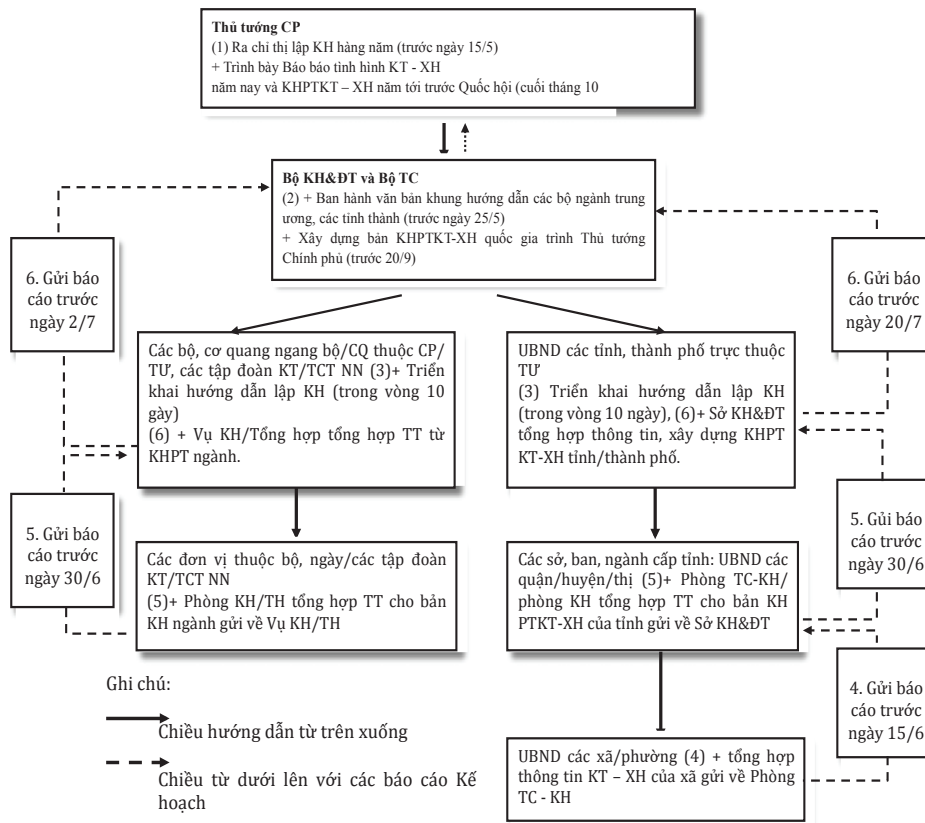 Thủ tướng CP
(1) Ra chỉ thị lập KH hàng năm (trước ngày 15/5)
+ Trình bày Báo báo tình hình KT - XH
năm nay và KHPTKT – XH năm tới trước Quốc hội (cuối tháng 10
Bộ KH&ĐT và Bộ TC
(2) + Ban hành văn bản khung hướng dẫn các bộ ngành trung
ương, các tỉnh thành (trước ngày 25/5)
+ Xây dựng bản KHPTKT-XH quốc gia trình Thủ tướng
Chính phủ (trước 20/9)
6. Gửi báo
cáo trước
ngày 2/7
6. Gửi báo
cáo trước
ngày 20/7
Các bộ, cơ quang ngang bộ/CQ thuộc CP/
TƯ, các tập đoàn KT/TCT NN (3)+ Triển
khai hướng dẫn lập KH (trong vòng 10
gày)
(6) + Vụ KH/Tổng hợp tổng hợp TT từ
KHPT ngành.
UBND các tỉnh, thành phố trực thuộc
TƯ
(3) Triển khai hướng dẫn lập KH
(trong vòng 10 ngày), (6)+ Sở KH&ĐT
tổng hợp thông tin, xây dựng KHPT
KT-XH tỉnh/thành phố.
5. Gửi báo
cáo trước
ngày 30/6
5. Gủi báo
cáo trước
ngày 30/6
Các đơn vị thuộc bộ, ngày/các tập đoàn
KT/TCT NN
(5)+ Phòng KH/TH tổng hợp TT cho bản
KH ngành gửi về Vụ KH/TH
Các sở, ban, ngành cấp tỉnh: UBND các
quận/huyện/thị (5)+ Phòng TC-KH/
phòng KH tổng hợp TT cho bản KH
PTKT-XH của tỉnh gửi về Sở KH&ĐT
4. Gửi báo
cáo trước
ngày 15/6
UBND các xã/phường (4) + tổng hợp
thông tin KT – XH của xã gửi về Phòng
TC - KH
Ghi chú:
Chiều hướng dẫn từ trên xuống
Chiều từ dưới lên với các báo cáo Kế
hoạch